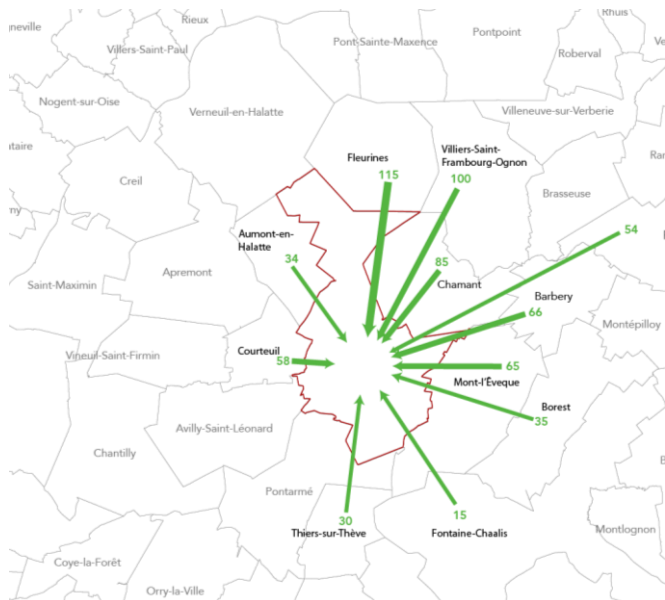 Rieux
Rhuis
Villers-Saint-Paul
Pont-Sainte-Maxence
Pontpoint
Roberval
Nogent-sur-Oise
Verneuil-en-Halatte
Villeneuve-sur-Verberie
Fleurines
115
Villiers-Saint-
Frambourg-Ognon
100
Creil
Brasseuse
Aumont-en-
Halatte
34
54
85
Chamant
Apremont
Saint-Maximin
Barbery
66
Montépilloy
Vineuil-Saint-Firmin
Courteuil
58
65
Mont-l'Éveque
Borest
35
Avilly-Saint-Léonard
Chantilly
Pontarmé
30
Thiers-sur-Thève
15
Fontaine-Chaalis
Montlognon
Coye-la-Forêt
Orry-la-Ville